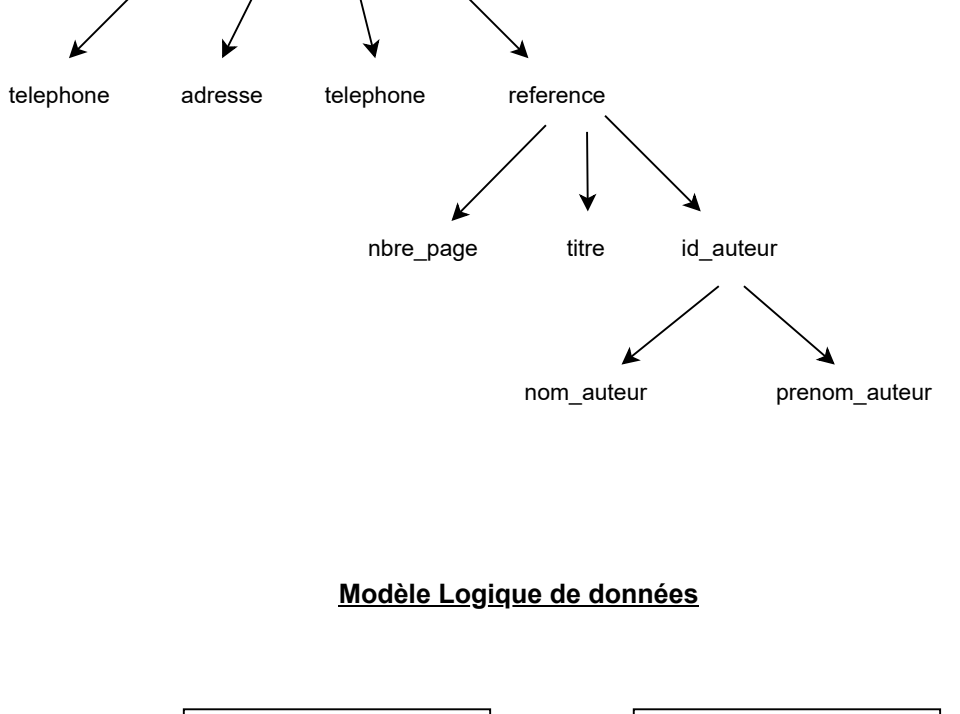 telephone adresse telephone reference
nbre_page titre id_auteur
nom_auteur prenom_auteur
Modèle Logique de données